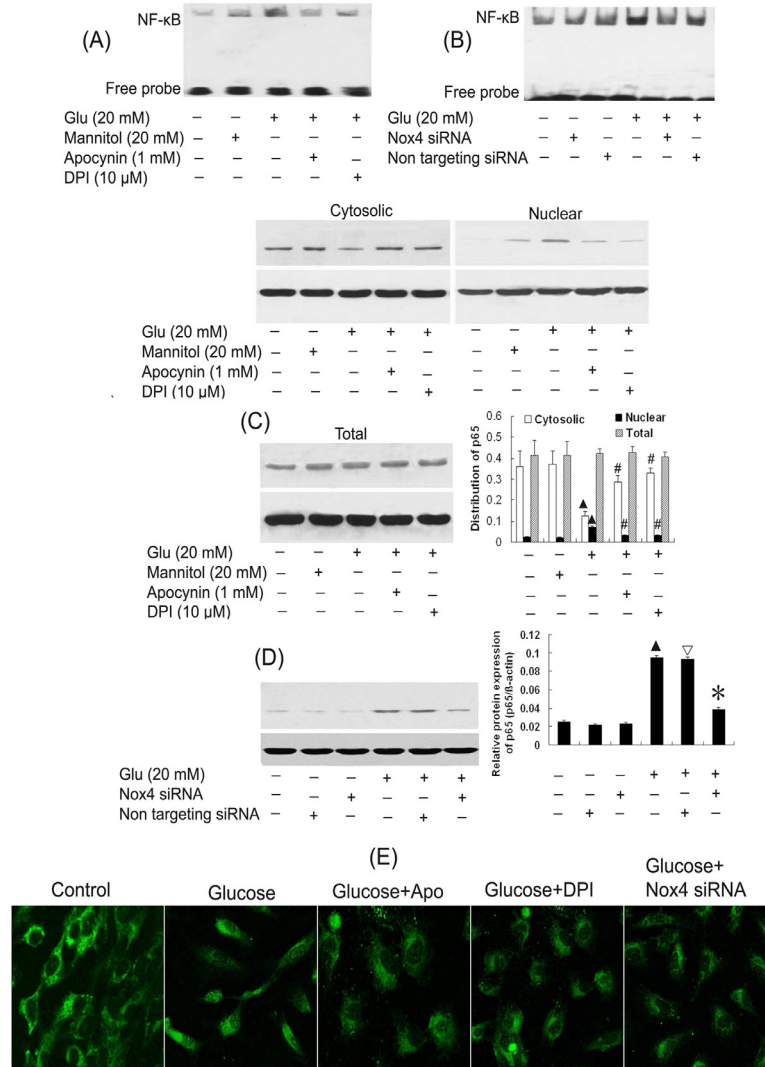 NF-κB
(A)
Free probe
Glu (20 mM) – – + + +
Mannitol (20 mM) – + – – –
Apocynin (1 mM) – – – + –
DPI (10 µM) – – – – +
NF-κB
(B)
Free probe
Glu (20 mM) – – – + + +
Nox4 siRNA – + – – + –
Non targeting siRNA – – + – – +
Cytosolic Nuclear
Glu (20 mM) – – + + + – – + + +
Mannitol (20 mM) – + – – – – + – – –
Apocynin (1 mM) – – – + – – – – + –
DPI (10 µM) – – – – + – – – – +
(C)
Total
Glu (20 mM) – – + + +
Mannitol (20 mM) – + – – –
Apocynin (1 mM) – – – + –
DPI (10 µM) – – – – +
Distribution of p65
Cytosolic Nuclear
Total
0.6
0.5
0.4
0.3
0.2
0.1
0
▲ ▲ # # # #
– – + + +
– + – – –
– – – + –
– – – – +
(D)
Glu (20 mM) – – – + + +
Nox4 siRNA – – + – – +
Non targeting siRNA – + – – + –
Relative protein expression
of p65 (p65/ß-actin)
0.12
0.1
0.08
0.06
0.04
0.02
0
▲ ▽ *
– – – + + +
– – + – – +
– + – – + –
(E)
Control Glucose Glucose+Apo Glucose+DPI Glucose+
Nox4 siRNA